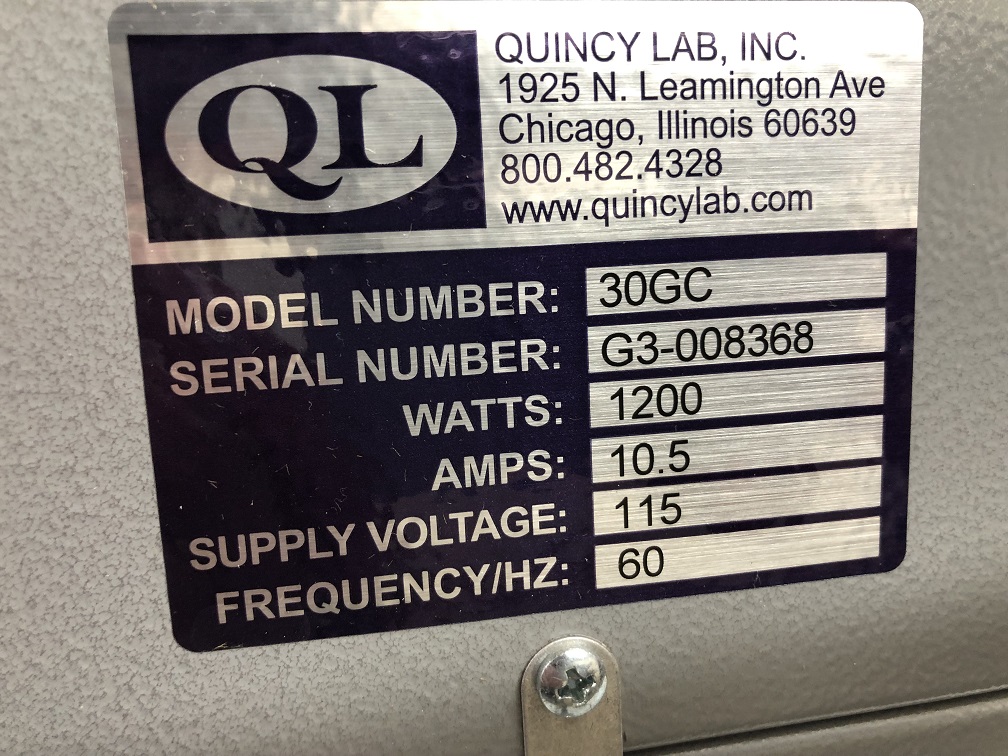 QL
QUINCY LAB, INC.
1925 N. Leamington Ave
Chicago, Illinois 60639
800.482.4328
www.quincylab.com
MODEL NUMBER: 30GC
SERIAL NUMBER: G3-008368
WATTS: 1200
AMPS: 10.5
SUPPLY VOLTAGE: 115
FREQUENCY/HZ: 60